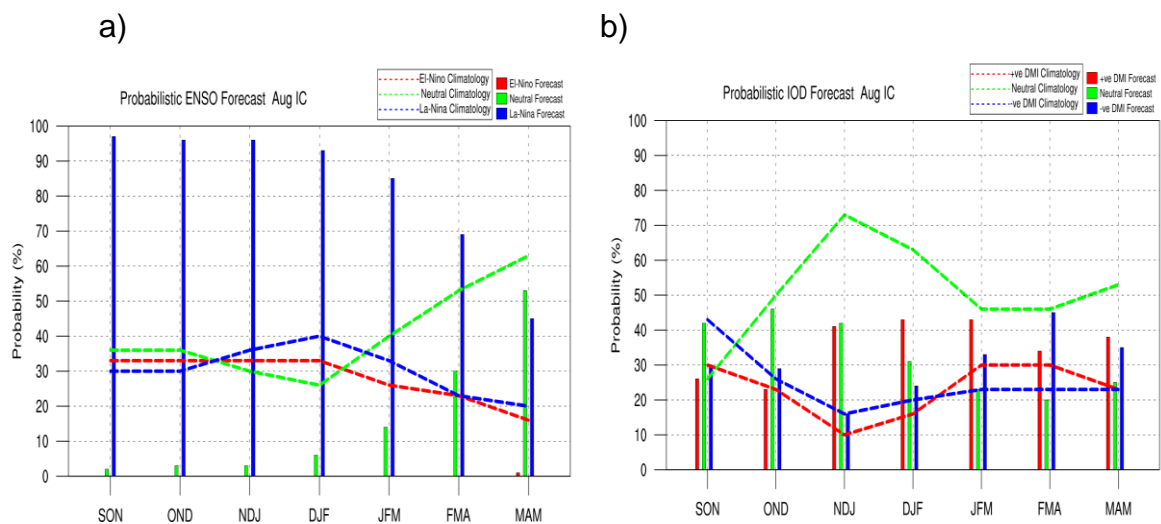 a)
El-Nino Climatology
Neutral Climatology
La-Nina Climatology
El-Nino Forecast
Neutral Forecast
La-Nina Forecast
Probabilistic ENSO Forecast Aug IC
Probability (%)
100
90
80
70
60
50
40
30
20
10
0
SON OND NDJ DJF JFM FMA MAM
b)
+ve DMI Climatology
Neutral Climatology
-ve DMI Climatology
+ve DMI Forecast
Neutral Forecast
-ve DMI Forecast
Probabilistic IOD Forecast Aug IC
Probability (%)
100
90
80
70
60
50
40
30
20
10
0
SON OND NDJ DJF JFM FMA MAM